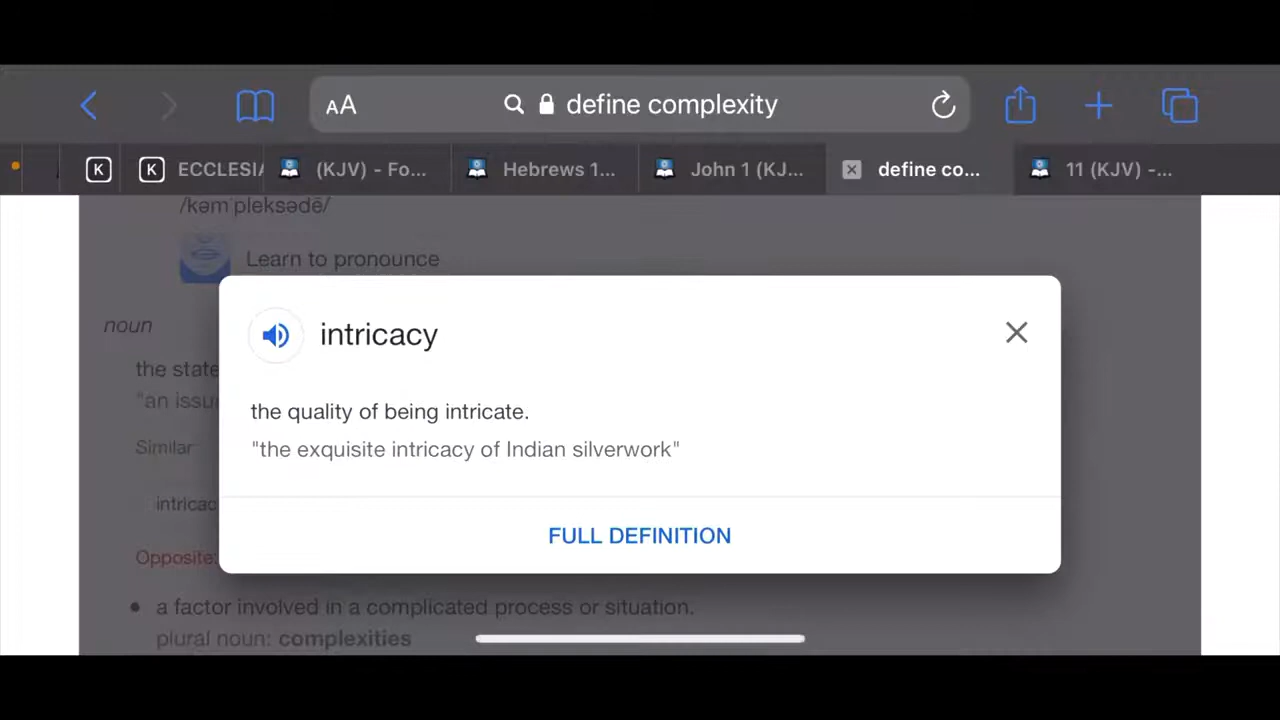 AA define complexity
K K ECCLESIA (KJV) - Fo... Hebrews 1... John 1 (KJ... define co... 11 (KJV) -...
/kəmˈpleksədē/
Learn to pronounce
noun
intricacy
the state
the quality of being intricate.
"an issu
"the exquisite intricacy of Indian silverwork"
Similar
intricac
FULL DEFINITION
Opposite:
• a factor involved in a complicated process or situation.
plural noun: complexities